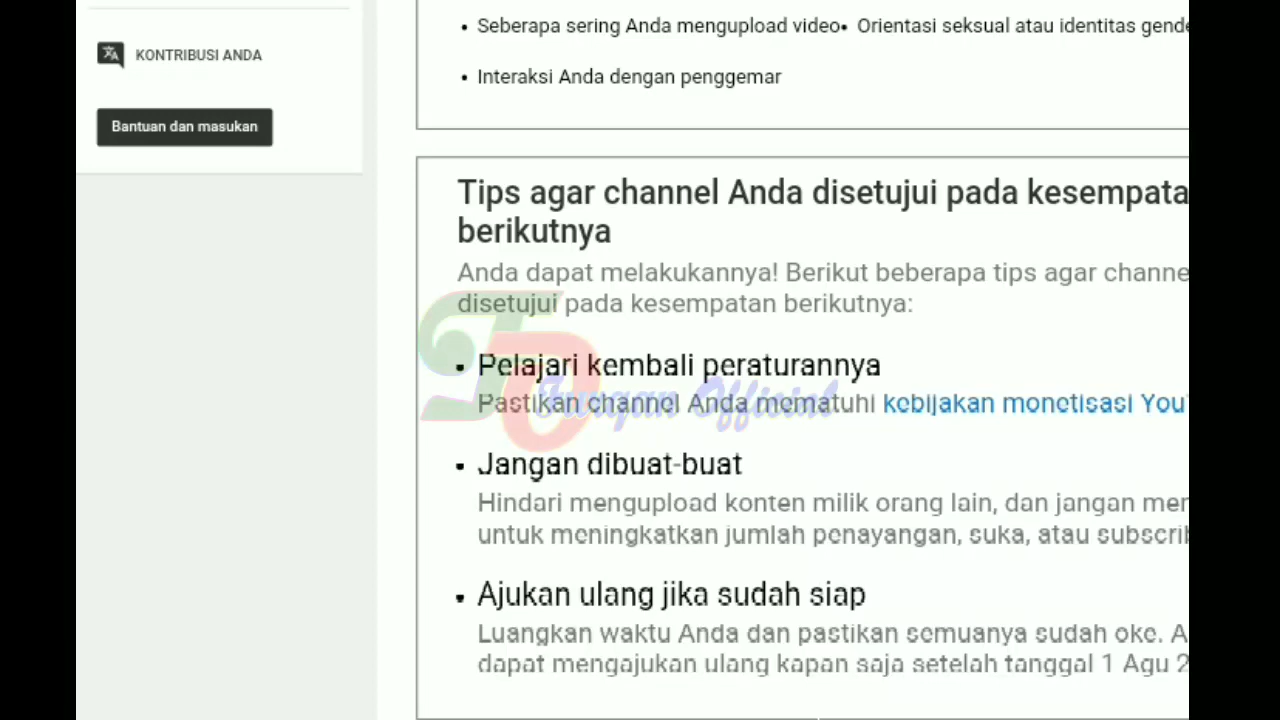 • Seberapa sering Anda mengupload video• Orientasi seksual atau identitas gende
KONTRIBUSI ANDA
• Interaksi Anda dengan penggemar
Bantuan dan masukan
Tips agar channel Anda disetujui pada kesempata
berikutnya
Anda dapat melakukannya! Berikut beberapa tips agar channe
disetujui pada kesempatan berikutnya:
• Pelajari kembali peraturannya
Pastikan channel Anda mematuhi kebijakan monetisasi You
Official
• Jangan dibuat-buat
Hindari mengupload konten milik orang lain, dan jangan mer
untuk meningkatkan jumlah penayangan, suka, atau subscrib
• Ajukan ulang jika sudah siap
Luangkan waktu Anda dan pastikan semuanya sudah oke. A
dapat mengajukan ulang kapan saja setelah tanggal 1 Agu 2